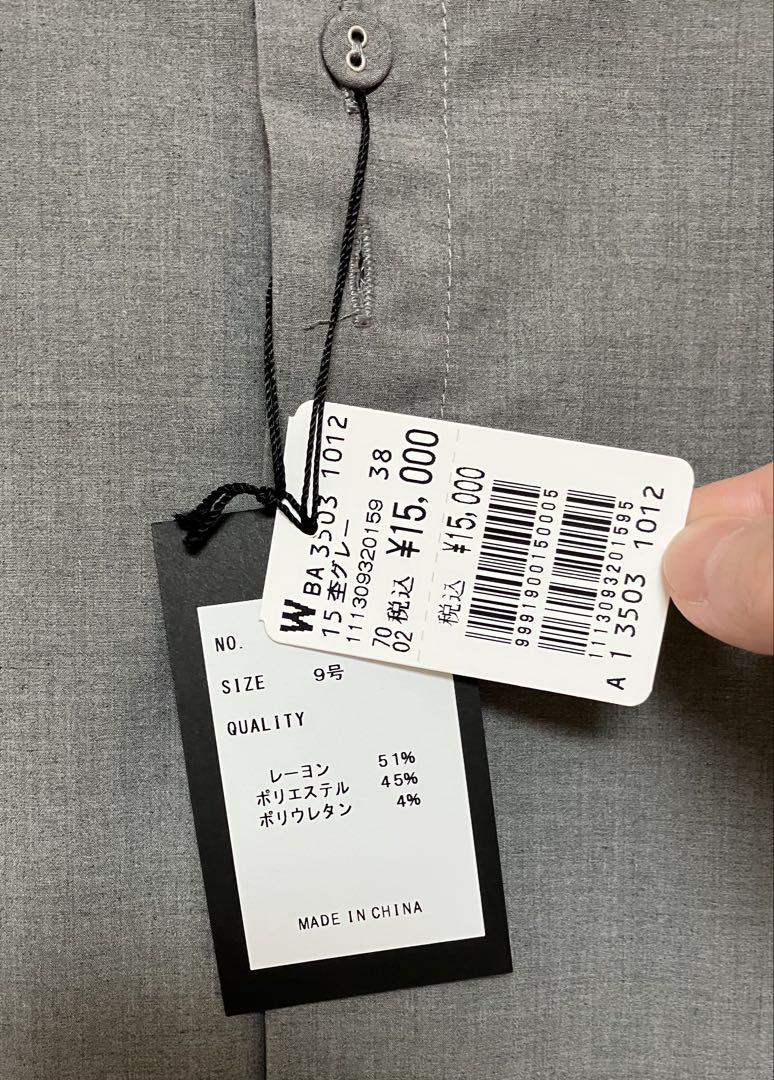 W BA 3503 1012
15 杢グレー
111309320159 38
70
02 税込 ¥15,000
税込 ¥15,000
9991900150005
1113093201595
A 1 3503 1012
NO.
SIZE 9号
QUALITY
レーヨン 51%
ポリエステル 45%
ポリウレタン 4%
MADE IN CHINA